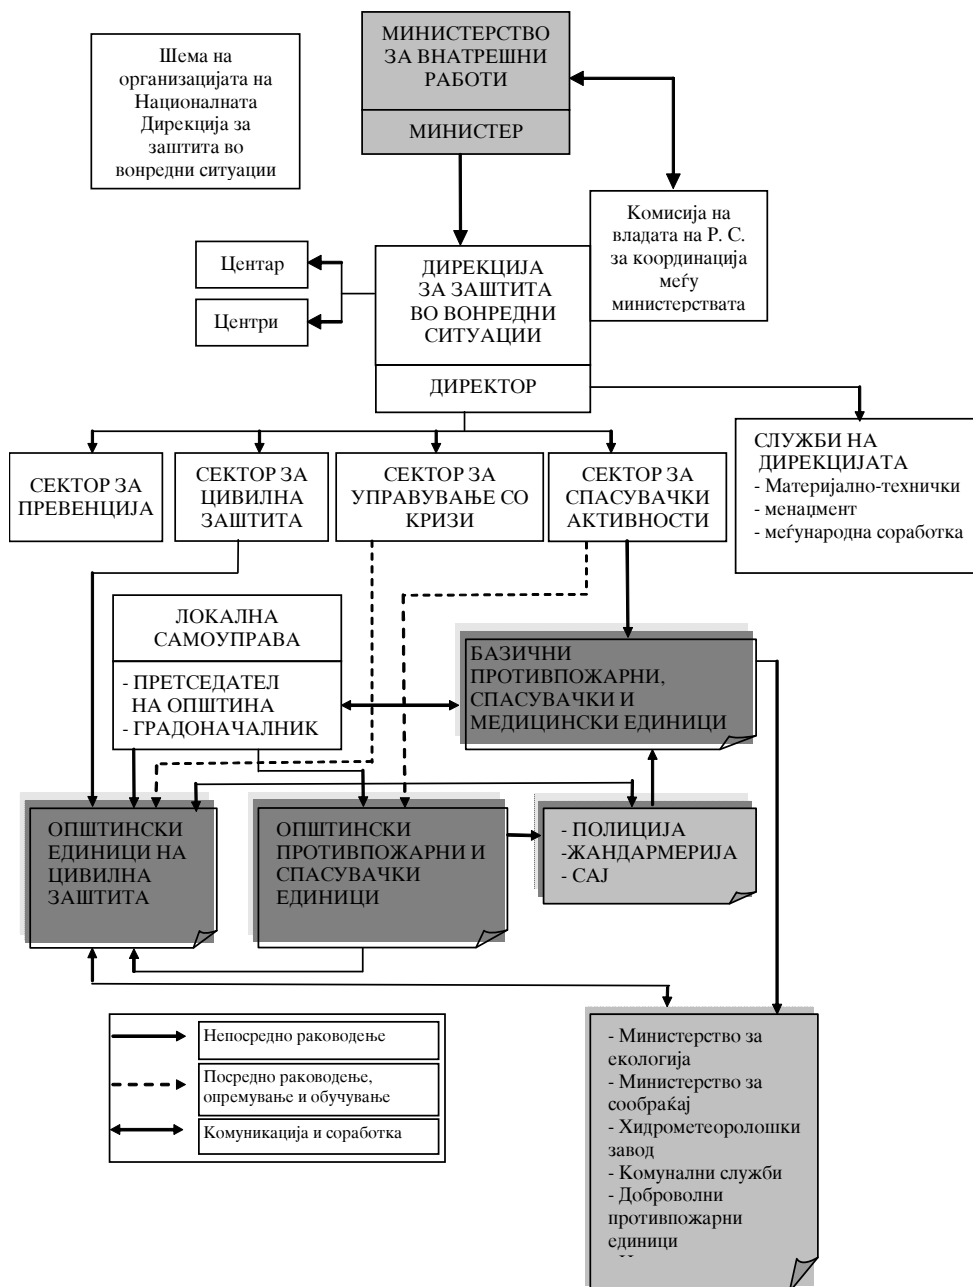 Шема на
организацијата на
Националната
Дирекција за
заштита во
вонредни ситуации
МИНИСТЕРСТВО
ЗА ВНАТРЕШНИ
РАБОТИ
МИНИСТЕР
Комисија на
владата на Р. С.
за координација
меѓу
министерствата
Центар
Центри
ДИРЕКЦИЈА
ЗА ЗАШТИТА
ВО ВОНРЕДНИ
СИТУАЦИИ
ДИРЕКТОР
СЕКТОР ЗА
ПРЕВЕНЦИЈА
СЕКТОР ЗА
ЦИВИЛНА
ЗАШТИТА
СЕКТОР ЗА
УПРАВУВАЊЕ СО
КРИЗИ
СЕКТОР ЗА
СПАСУВАЧКИ
АКТИВНОСТИ
СЛУЖБИ НА
ДИРЕКЦИЈАТА
- Материјално-технички
- менаџмент
- меѓународна соработка
ЛОКАЛНА
САМОУПРАВА
- ПРЕТСЕДАТЕЛ
НА ОПШТИНА
- ГРАДОНАЧАЛНИК
БАЗИЧНИ
ПРОТИВПОЖАРНИ,
СПАСУВАЧКИ И
МЕДИЦИНСКИ ЕДИНИЦИ
ОПШТИНСКИ
ЕДИНИЦИ НА
ЦИВИЛНА
ЗАШТИТА
ОПШТИНСКИ
ПРОТИВПОЖАРНИ И
СПАСУВАЧКИ
ЕДИНИЦИ
- ПОЛИЦИЈА
-ЖАНДАРМЕРИЈА
- САЈ
Непосредно раководење
Посредно раководење,
опремување и обучување
Комуникација и соработка
- Министерство за
екологија
- Министерство за
сообраќај
- Хидрометеоролошки
завод
- Комунални служби
- Доброволни
противпожарни
единици